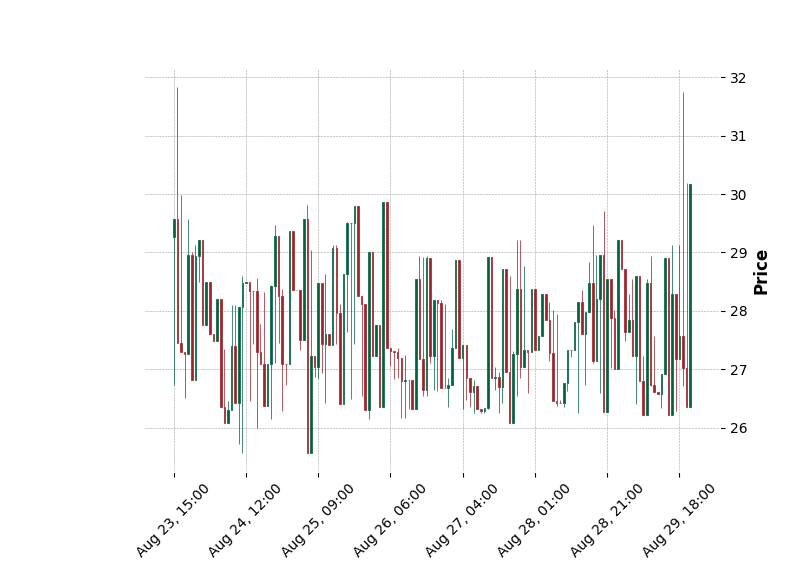 32
31
30
29
28
27
26
Price
Aug 23, 15:00
Aug 24, 12:00
Aug 25, 09:00
Aug 26, 06:00
Aug 27, 04:00
Aug 28, 01:00
Aug 28, 21:00
Aug 29, 18:00